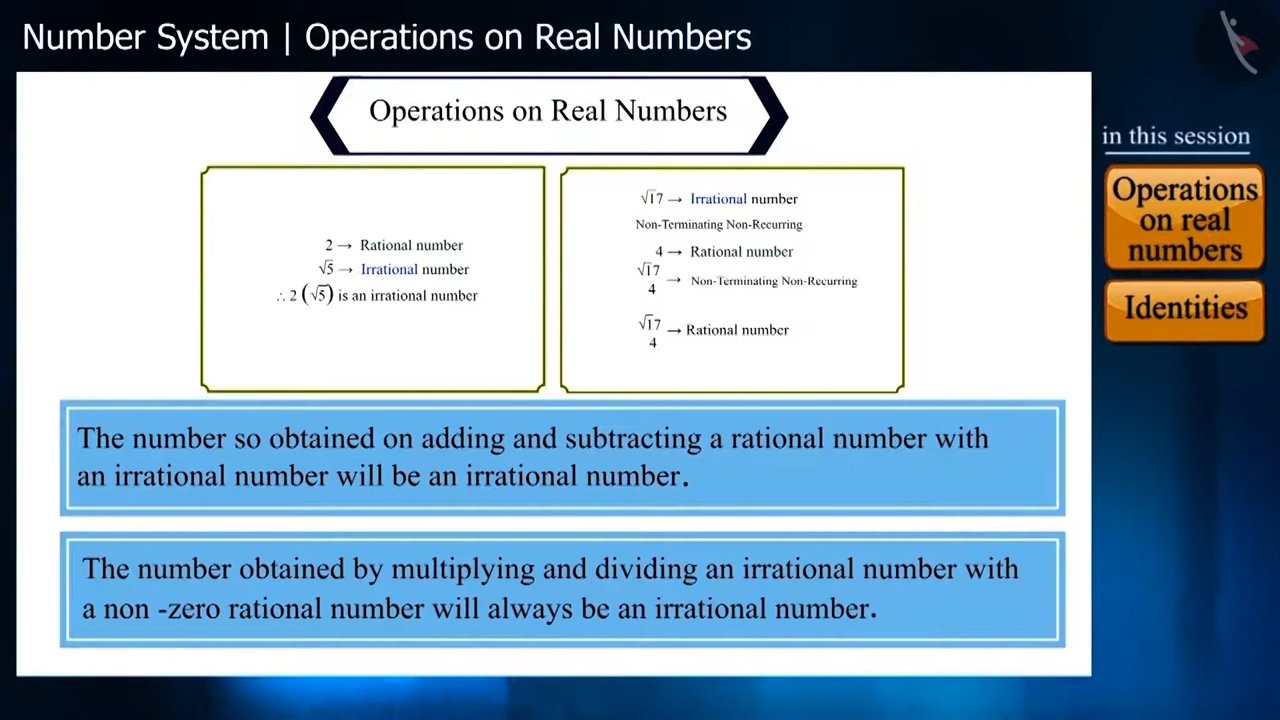 Number System | Operations on Real Numbers
Operations on Real Numbers
2 → Rational number
√5 → Irrational number
∴ 2 (√5) is an irrational number
√17 → Irrational number
Non-Terminating Non-Recurring
4 → Rational number
√17
4 → Non-Terminating Non-Recurring
√17
4 → Rational number
The number so obtained on adding and subtracting a rational number with
an irrational number will be an irrational number.
The number obtained by multiplying and dividing an irrational number with
a non -zero rational number will always be an irrational number.
in this session
Operations
on real
numbers
Identities